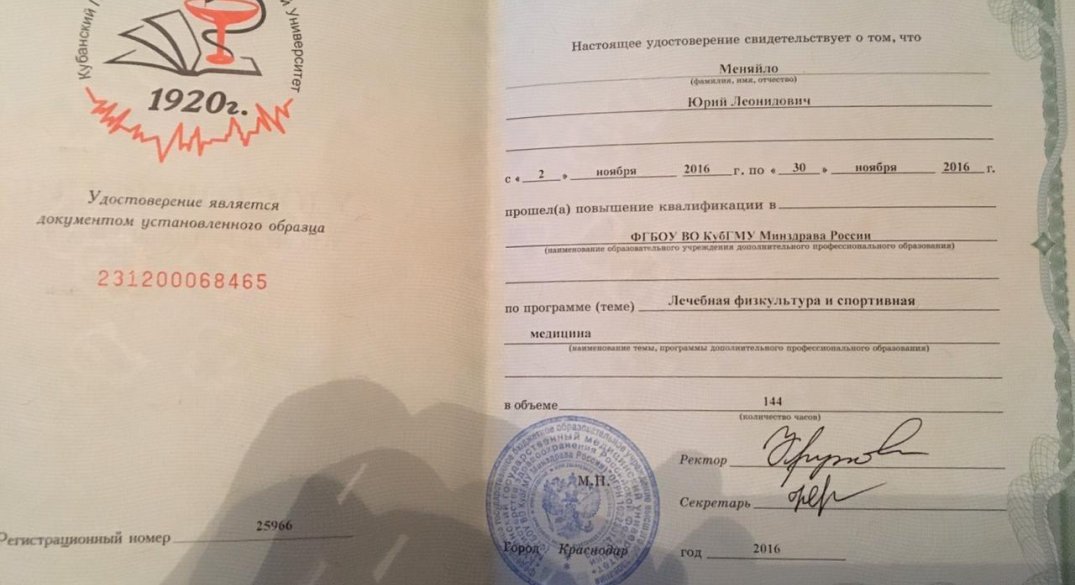 Кубанский
Университет
1920г.
Удостоверение является
документом установленного образца
231200068465
Регистрационный номер 25966
Настоящее удостоверение свидетельствует о том, что
Меняйло
(фамилия, имя, отчество)
Юрий Леонидович
с « 2 » ноября 2016 г. по « 30 » ноября 2016 г.
прошел(а) повышение квалификации в
ФГБОУ ВО КубГМУ Минздрава России
(наименование образовательного учреждения дополнительного профессионального образования)
по программе (теме) Лечебная физкультура и спортивная
медицина
(наименование темы, программы дополнительного профессионального образования)
в объеме 144
(количество часов)
Ректор
М.П.
Секретарь
Город Краснодар год 2016